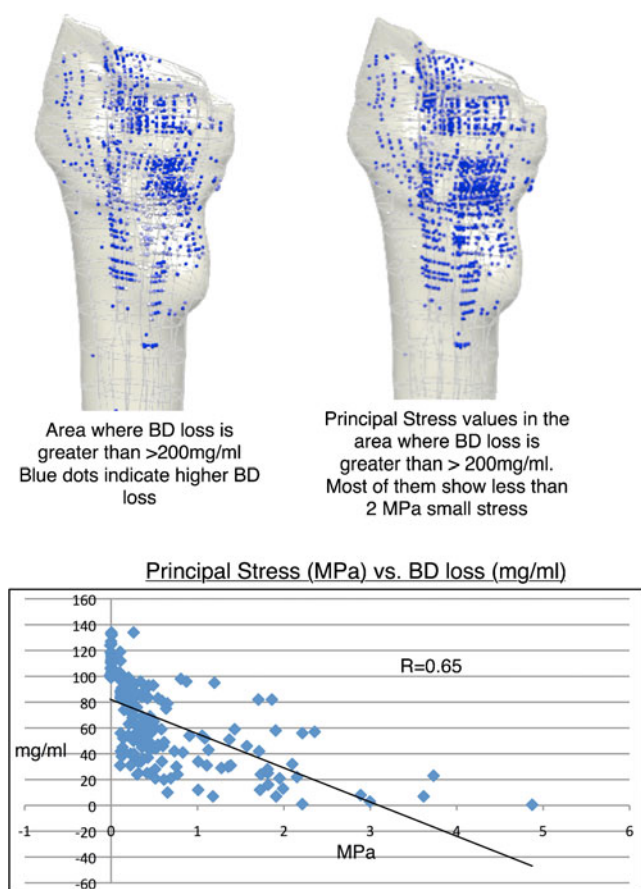 Area where BD loss is
greater than >200mg/ml
Blue dots indicate higher BD
loss
Principal Stress values in the
area where BD loss is
greater than > 200mg/ml.
Most of them show less than
2 MPa small stress
Principal Stress (MPa) vs. BD loss (mg/ml)
160
140
120
100
80
60
40
20
0
-20
-40
-60
mg/ml
R=0.65
-1
0
1
2
3
4
5
6
MPa